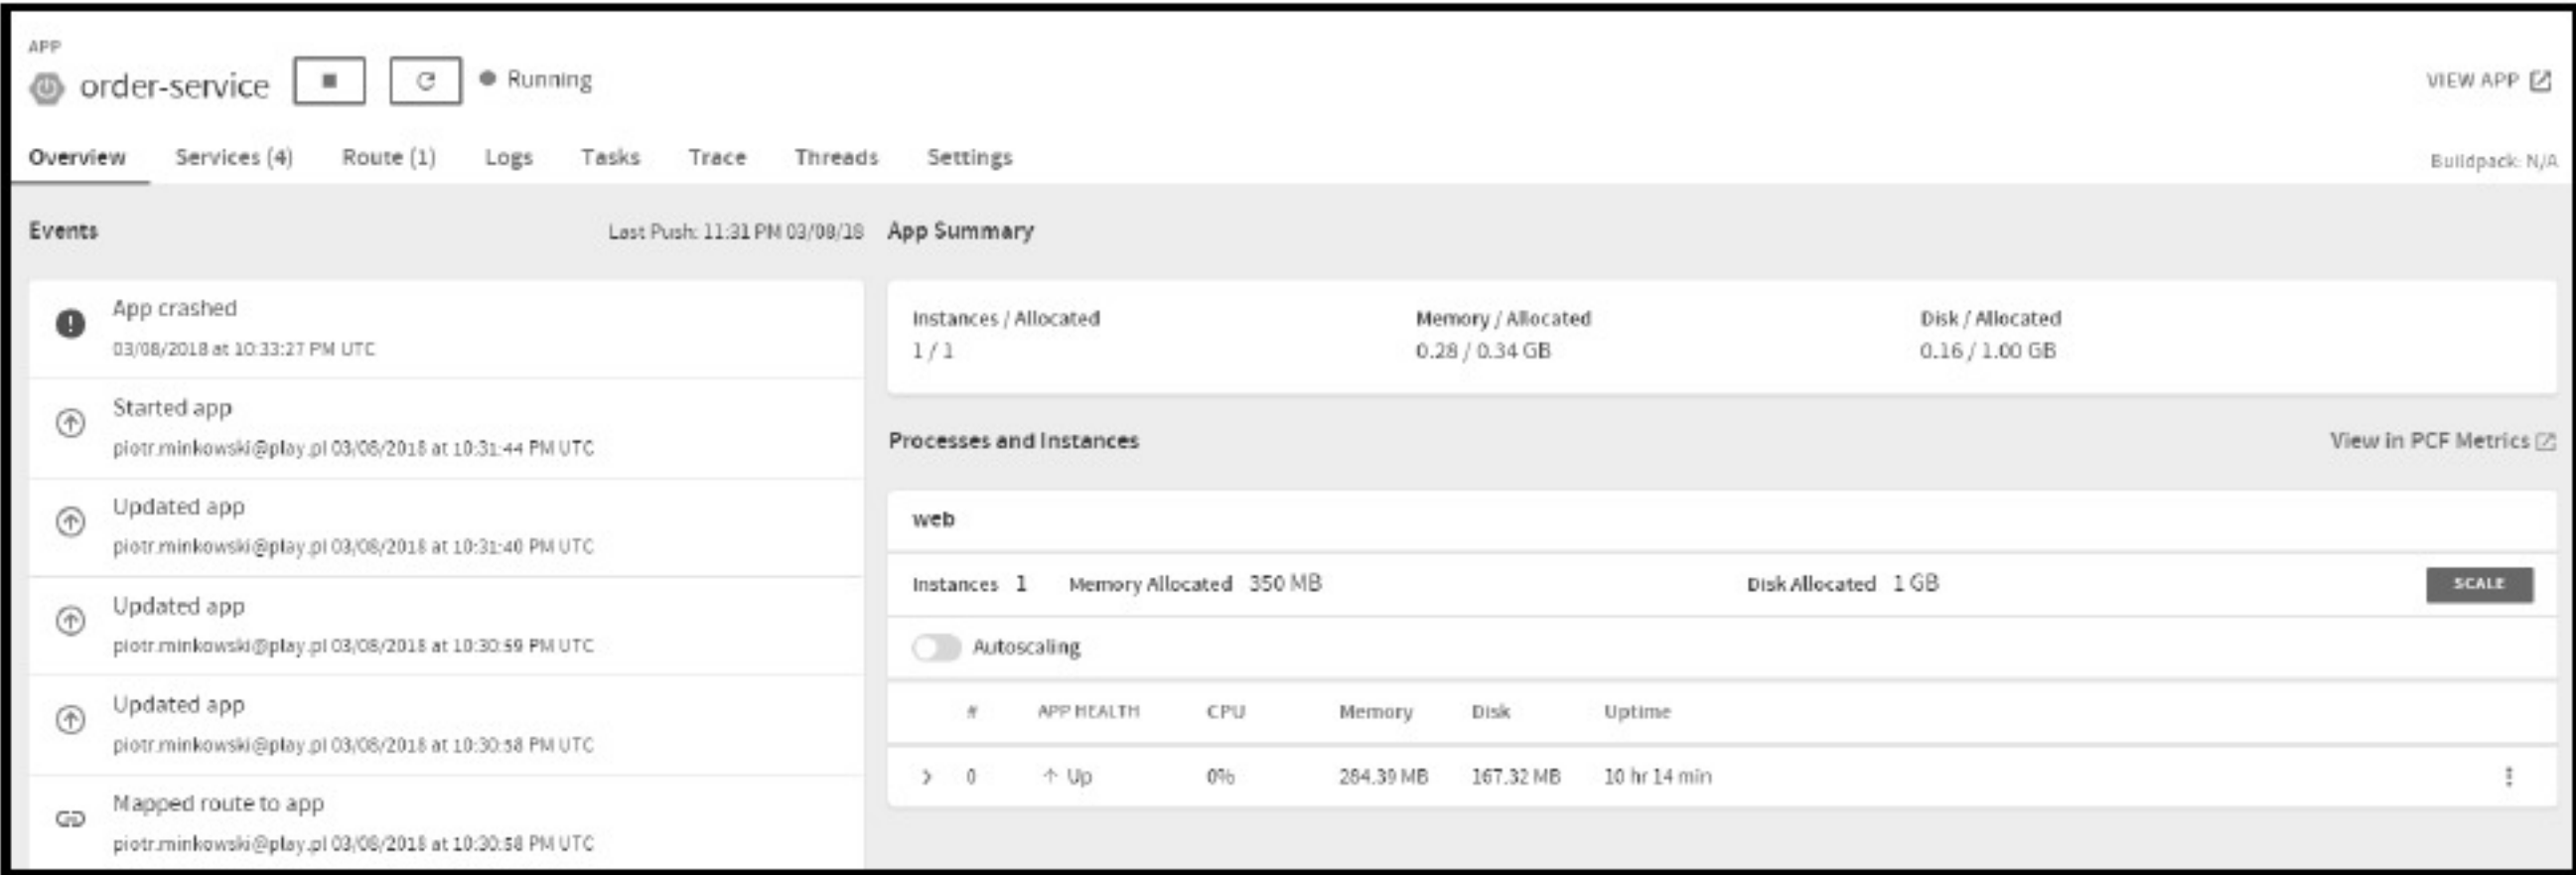 APP
order-service
Running
VIEW APP
Overview Services (4) Route (1) Logs Tasks Trace Threads Settings
Buildpack: N/A
Events
Last Push: 11:31 PM 03/08/18
App crashed
03/08/2018 at 10:33:27 PM UTC
Started app
piotr.minkowski@play.pl 03/08/2018 at 10:31:44 PM UTC
Updated app
piotr.minkowski@play.pl 03/08/2018 at 10:31:40 PM UTC
Updated app
piotr.minkowski@play.pl 03/08/2018 at 10:30:59 PM UTC
Updated app
piotr.minkowski@play.pl 03/08/2018 at 10:30:58 PM UTC
Mapped route to app
piotr.minkowski@play.pl 03/08/2018 at 10:30:58 PM UTC
App Summary
Instances / Allocated Memory / Allocated Disk / Allocated
1 / 1 0.28 / 0.34 GB 0.16 / 1.00 GB
Processes and Instances
View in PCF Metrics
web
Instances 1 Memory Allocated 350 MB Disk Allocated 1 GB SCALE
Autoscaling
# APP HEALTH CPU Memory Disk Uptime
0 Up 0% 284.39 MB 167.32 MB 10 hr 14 min